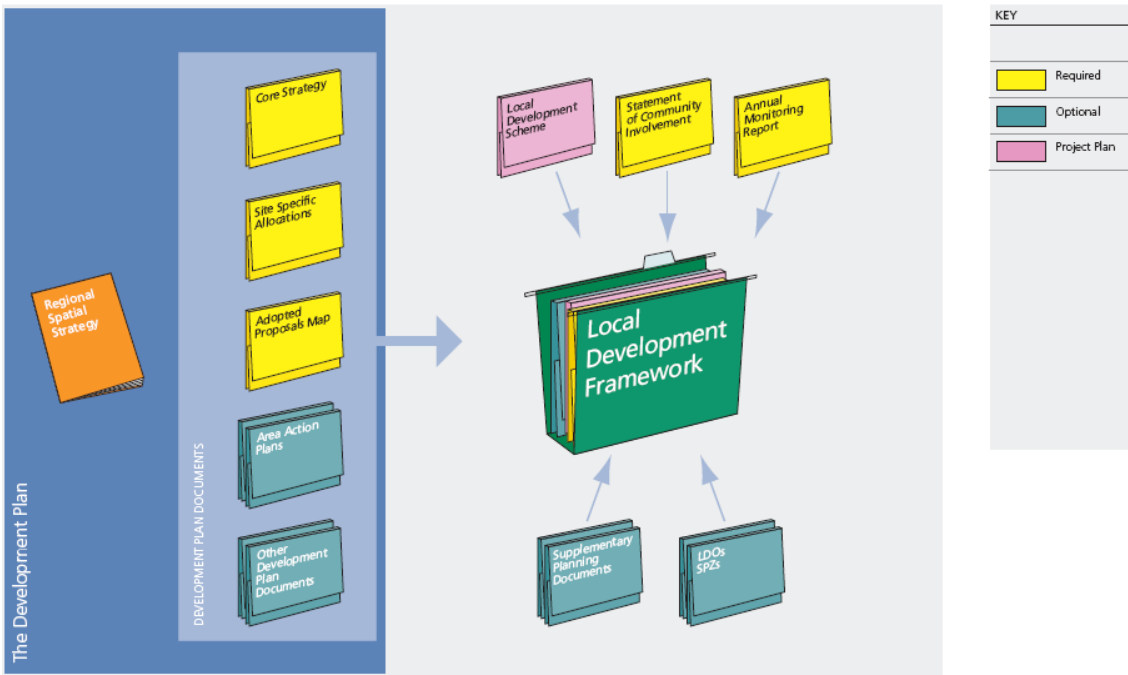 The Development Plan
Regional
Spatial
Strategy
DEVELOPMENT PLAN DOCUMENTS
Core Strategy
Site Specific
Allocations
Adopted
Proposals Map
Area Action
Plans
Other
Development
Plan
Documents
Local
Development
Scheme
Statement
of Community
Involvement
Annual
Monitoring
Report
Local
Development
Framework
Supplementary
Planning
Documents
LDOs
SPZs
KEY
Required
Optional
Project Plan